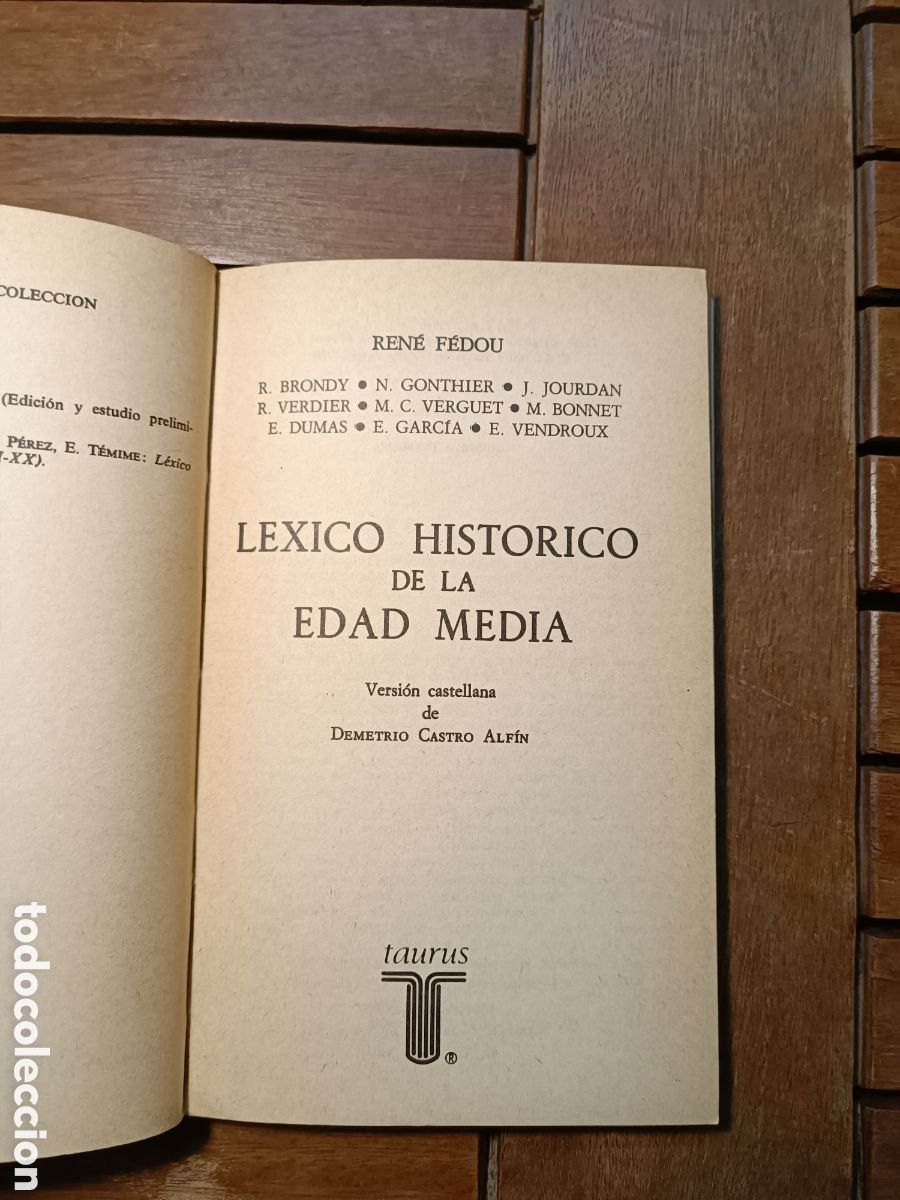 COLECCION
(Edición y estudio prelimi-
PÉREZ, E. TÉMIME: Léxico
-XX).
RENÉ FÉDOU
R. BRONDY • N. GONTHIER • J. JOURDAN
R. VERDIER • M. C. VERGUET • M. BONNET
E. DUMAS • E. GARCÍA • E. VENDROUX
LEXICO HISTORICO
DE LA
EDAD MEDIA
Versión castellana
de
DEMETRIO CASTRO ALFÍN
taurus
®
todocoleccion